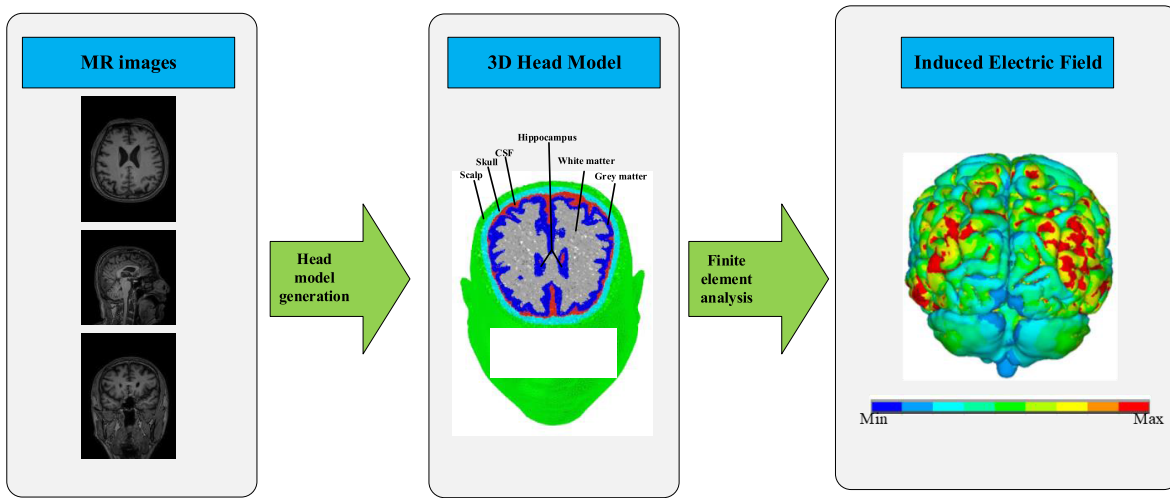 MR images
Head
model
generation
3D Head Model
Hippocampus
CSF
White matter
Skull
Scalp
Grey matter
Finite
element
analysis
Induced Electric Field
Min
Max